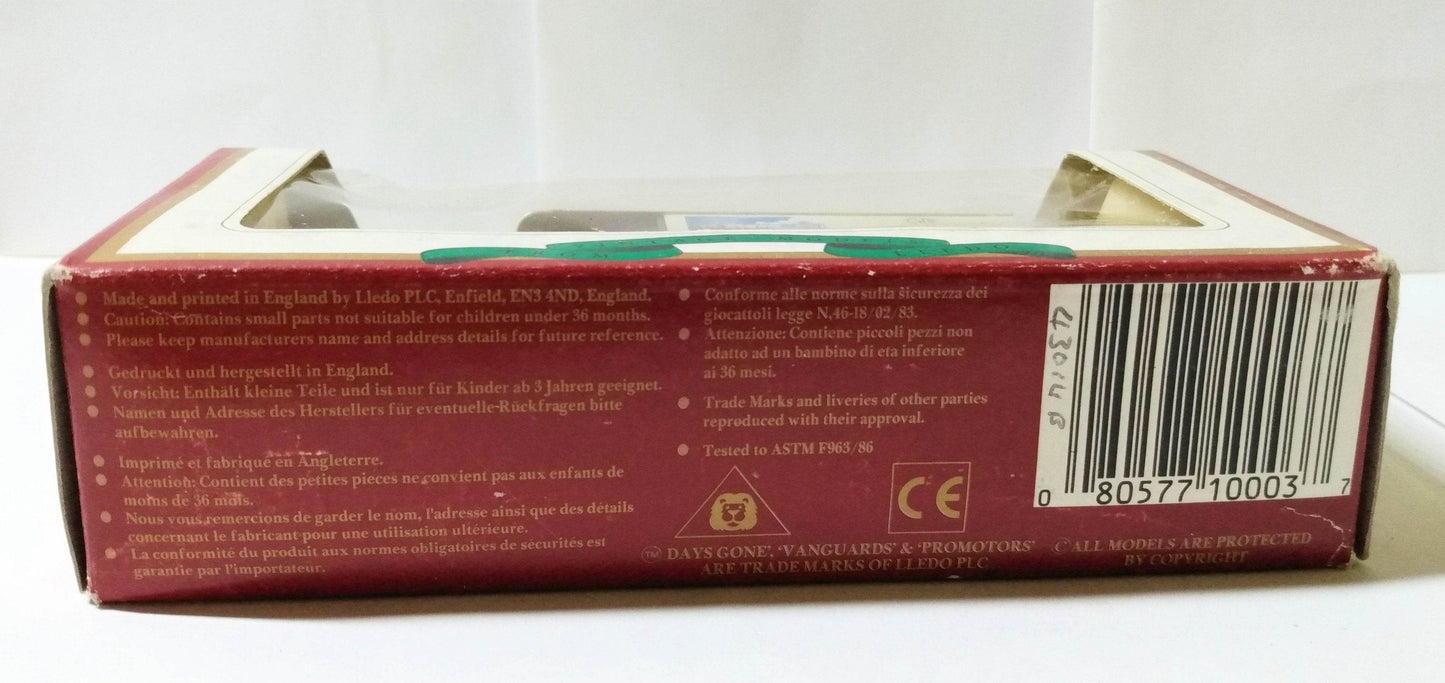 FROM LLEDO
Made and printed in England by Lledo PLC, Enfield, EN3 4ND, England.
Caution: Contains small parts not suitable for children under 36 months.
Please keep manufacturers name and address details for future reference.
Gedruckt und hergestellt in England.
Vorsicht: Enthält kleine Teile und ist nur für Kinder ab 3 Jahren geeignet.
Namen und Adresse des Herstellers für eventuelle Rückfragen bitte
aufbewahren.
Imprimé et fabriqué en Angleterre.
Attention: Contient des petites pieces ne convient pas aux enfants de
moins de 36 mois.
Nous vous remercions de garder le nom, l'adresse ainsi que des détails
concernant le fabricant pour une utilisation ultérieure.
La conformité du produit aux normes obligatoires de sécurités est
garantie par l'importateur.
Conforme alle norme sulla sicurezza dei
giocattoli legge N,46-18/02/83.
Attenzione: Contiene piccoli pezzi non
adatto ad un bambino di eta inferiore
ai 36 mesi.
Trade Marks and liveries of other parties
reproduced with their approval.
Tested to ASTM F963/86
CE
TM DAYS GONE', 'VANGUARDS' & 'PROMOTORS'
ARE TRADE MARKS OF LLEDO PLC
© ALL MODELS ARE PROTECTED
BY COPYRIGHT
0 80577 10003 7